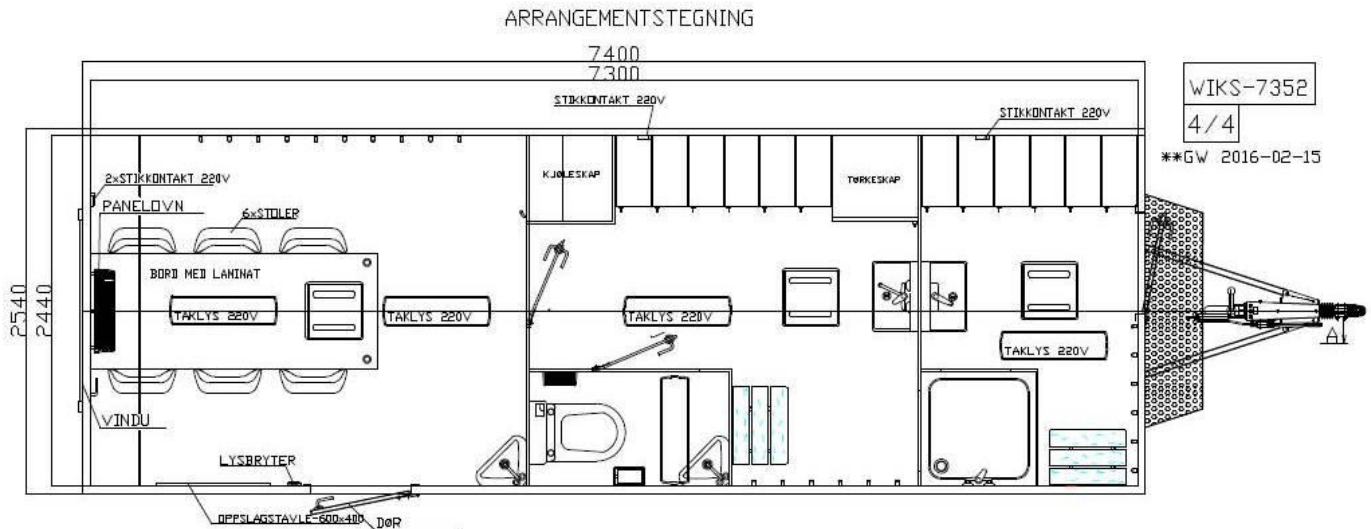 ARRANGEMENTSTEGNING
7400
7300
WIKS-7352
4/4
**GW 2016-02-15
STIKKONTAKT 220V
STIKKONTAKT 220V
2xSTIKKONTAKT 220V
KJØLESKAP
TØRKESKAP
PANELOVN
6xSTOLER
BORD MED LAMINAT
2540
2440
TAKLYS 220V
TAKLYS 220V
TAKLYS 220V
TAKLYS 220V
A
VINDU
LYSBRYTER
OPPSLAGSTAVLE-600x400
DØR